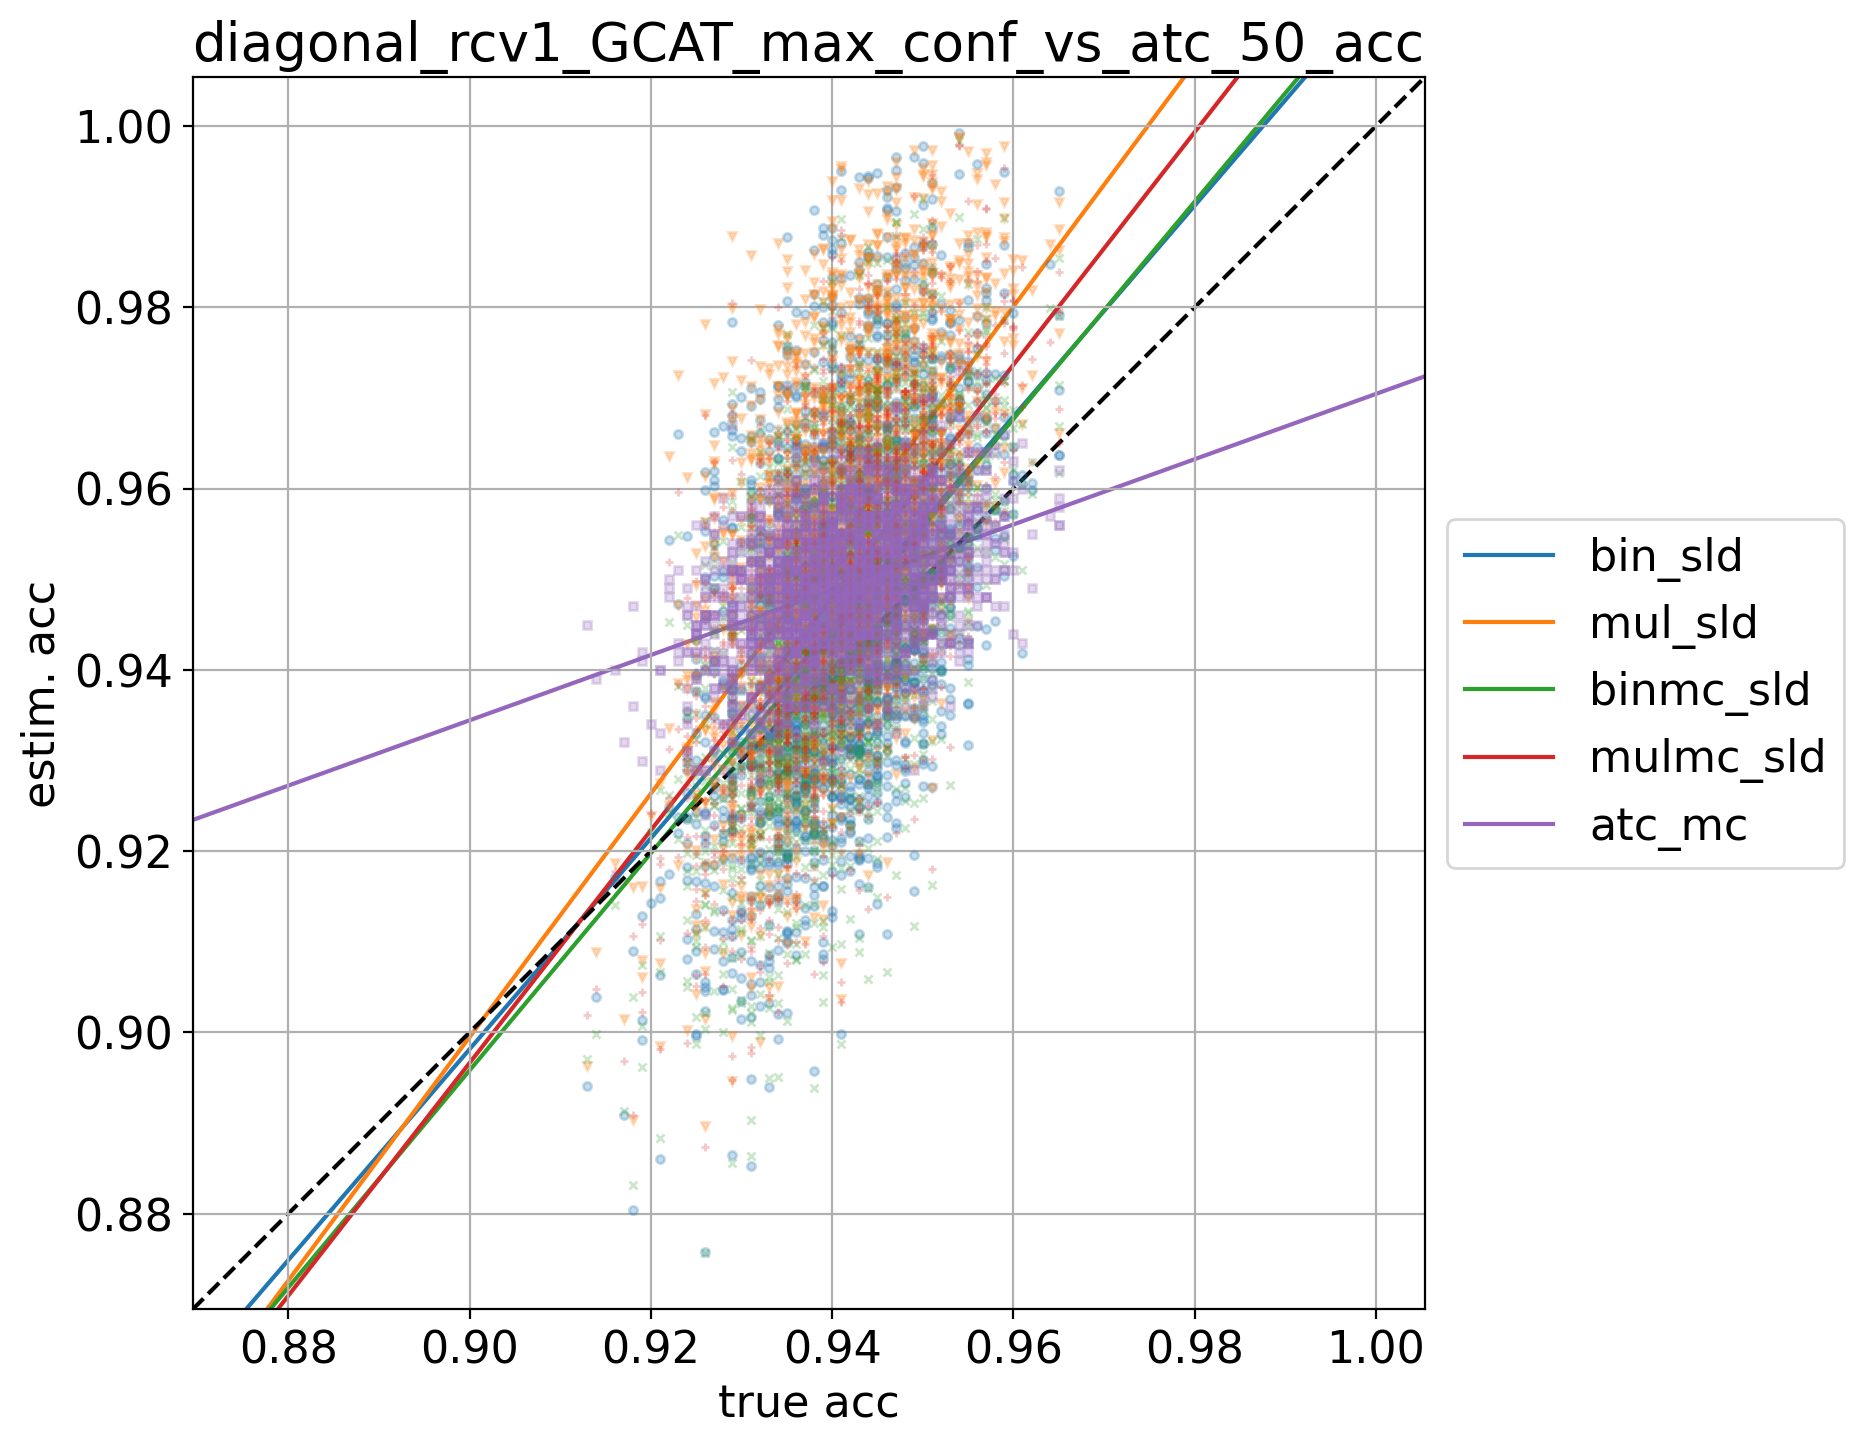 diagonal_rcv1_GCAT_max_conf_vs_atc_50_acc
1.00
0.98
0.96
0.94
0.92
0.90
0.88
estim. acc
0.88 0.90 0.92 0.94 0.96 0.98 1.00
true acc
bin_sld
mul_sld
binmc_sld
mulmc_sld
atc_mc